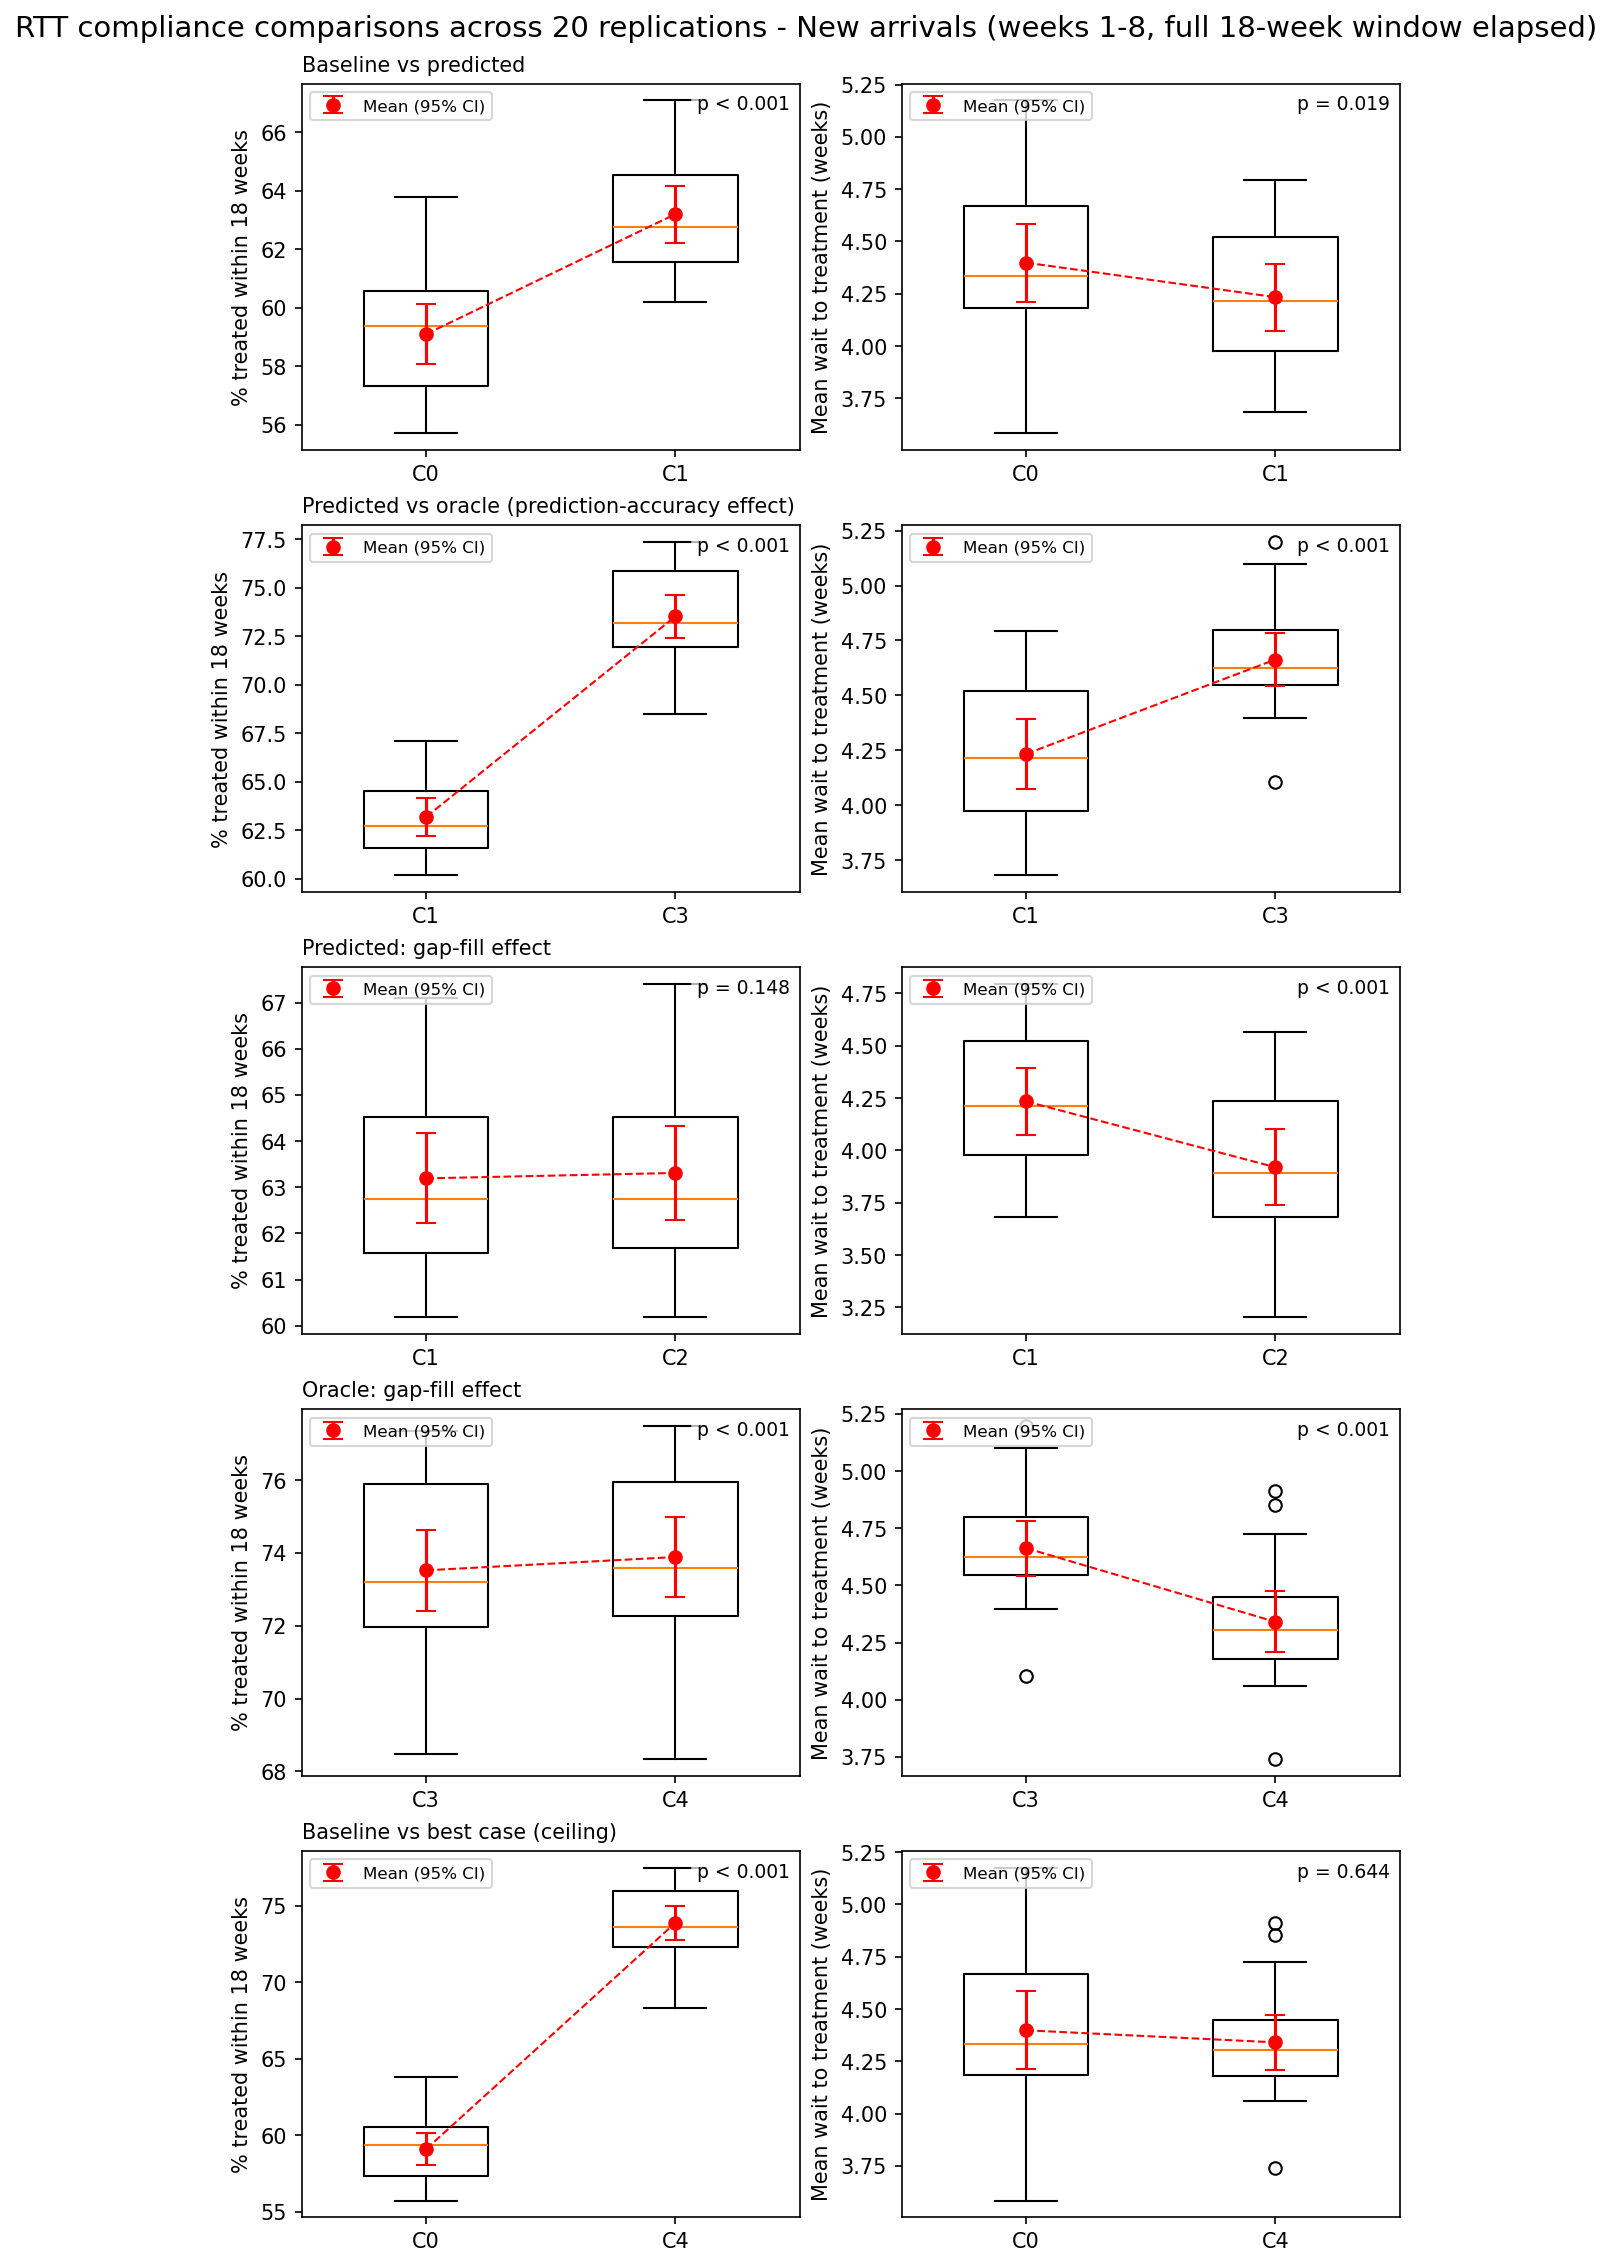 RTT compliance comparisons across 20 replications - New arrivals (weeks 1-8, full 18-week window elapsed)
Baseline vs predicted
Mean (95% CI)
p < 0.001
% treated within 18 weeks
66
64
62
60
58
56
C0
C1
Mean (95% CI)
p = 0.019
Mean wait to treatment (weeks)
5.25
5.00
4.75
4.50
4.25
4.00
3.75
C0
C1
Predicted vs oracle (prediction-accuracy effect)
Mean (95% CI)
p < 0.001
% treated within 18 weeks
77.5
75.0
72.5
70.0
67.5
65.0
62.5
60.0
C1
C3
Mean (95% CI)
p < 0.001
Mean wait to treatment (weeks)
5.25
5.00
4.75
4.50
4.25
4.00
3.75
C1
C3
Predicted: gap-fill effect
Mean (95% CI)
p = 0.148
% treated within 18 weeks
67
66
65
64
63
62
61
60
C1
C2
Mean (95% CI)
p < 0.001
Mean wait to treatment (weeks)
4.75
4.50
4.25
4.00
3.75
3.50
3.25
C1
C2
Oracle: gap-fill effect
Mean (95% CI)
p < 0.001
% treated within 18 weeks
76
74
72
70
68
C3
C4
Mean (95% CI)
p < 0.001
Mean wait to treatment (weeks)
5.25
5.00
4.75
4.50
4.25
4.00
3.75
C3
C4
Baseline vs best case (ceiling)
Mean (95% CI)
p < 0.001
% treated within 18 weeks
75
70
65
60
55
C0
C4
Mean (95% CI)
p = 0.644
Mean wait to treatment (weeks)
5.25
5.00
4.75
4.50
4.25
4.00
3.75
C0
C4